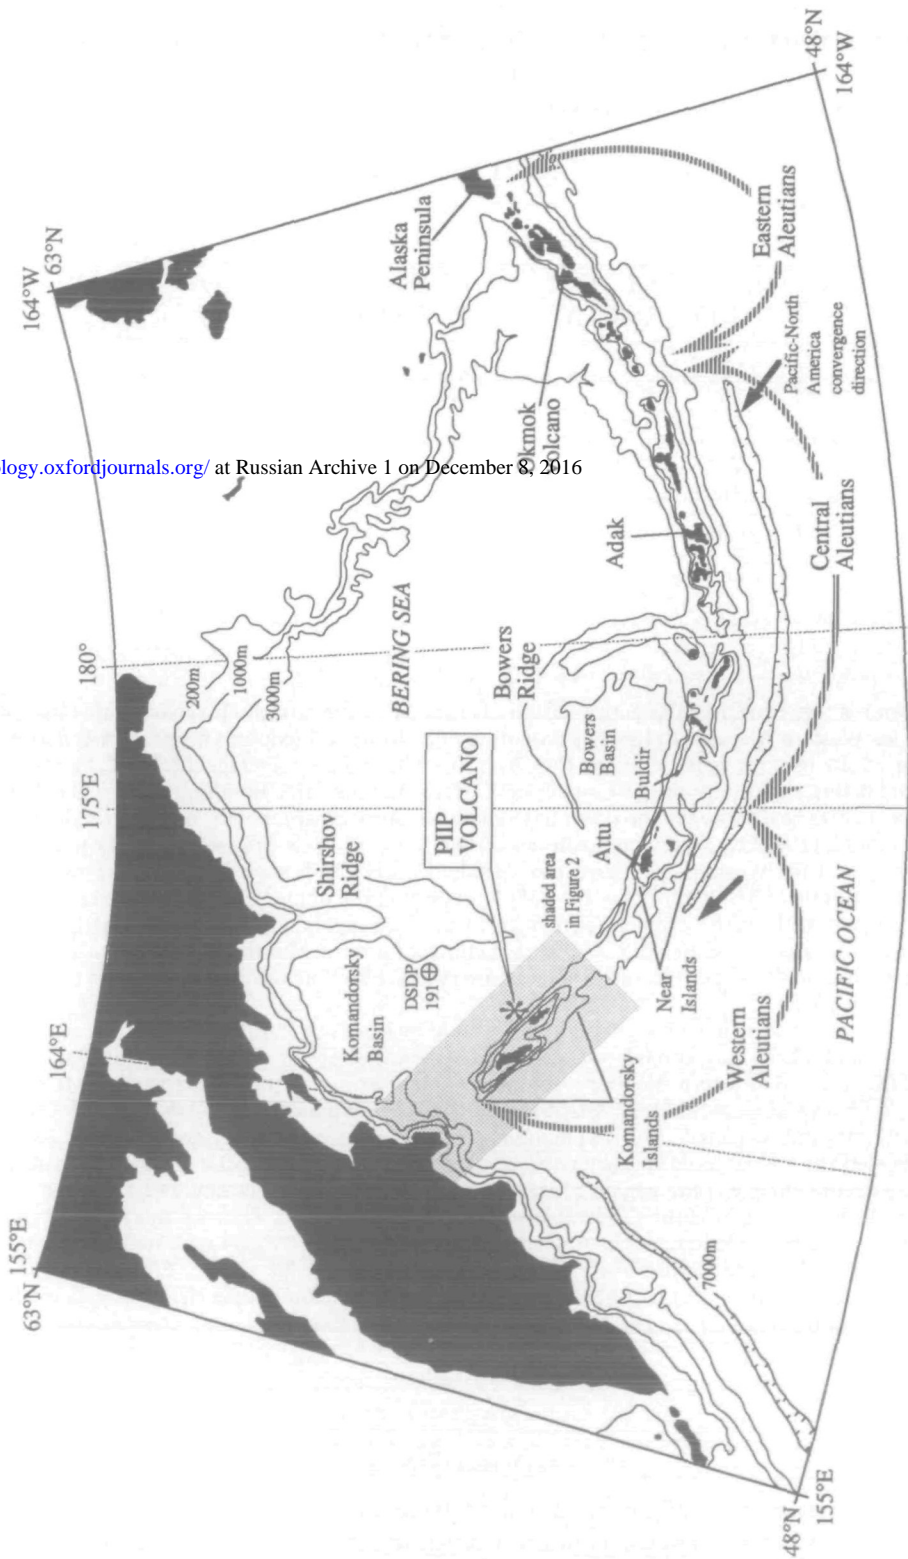 164°W
63°N
180°
175°E
164°E
155°E
63°N
200m
1000m
3000m
BERING SEA
Alaska
Peninsula
Okmok
Volcano
Adak
Bowers
Ridge
Bowers
Basin
Buldir
Attu
PIIP
VOLCANO
Shirshov
Ridge
Komandorsky
Basin
DSDP
191
shaded area
in Figure 2
Near
Islands
Komandorsky
Islands
Western
Aleutians
Central
Aleutians
Eastern
Aleutians
Pacific-North
America
convergence
direction
PACIFIC OCEAN
7000m
48°N
155°E
48°N
164°W
ology.oxfordjournals.org/ at Russian Archive 1 on December 8, 2016